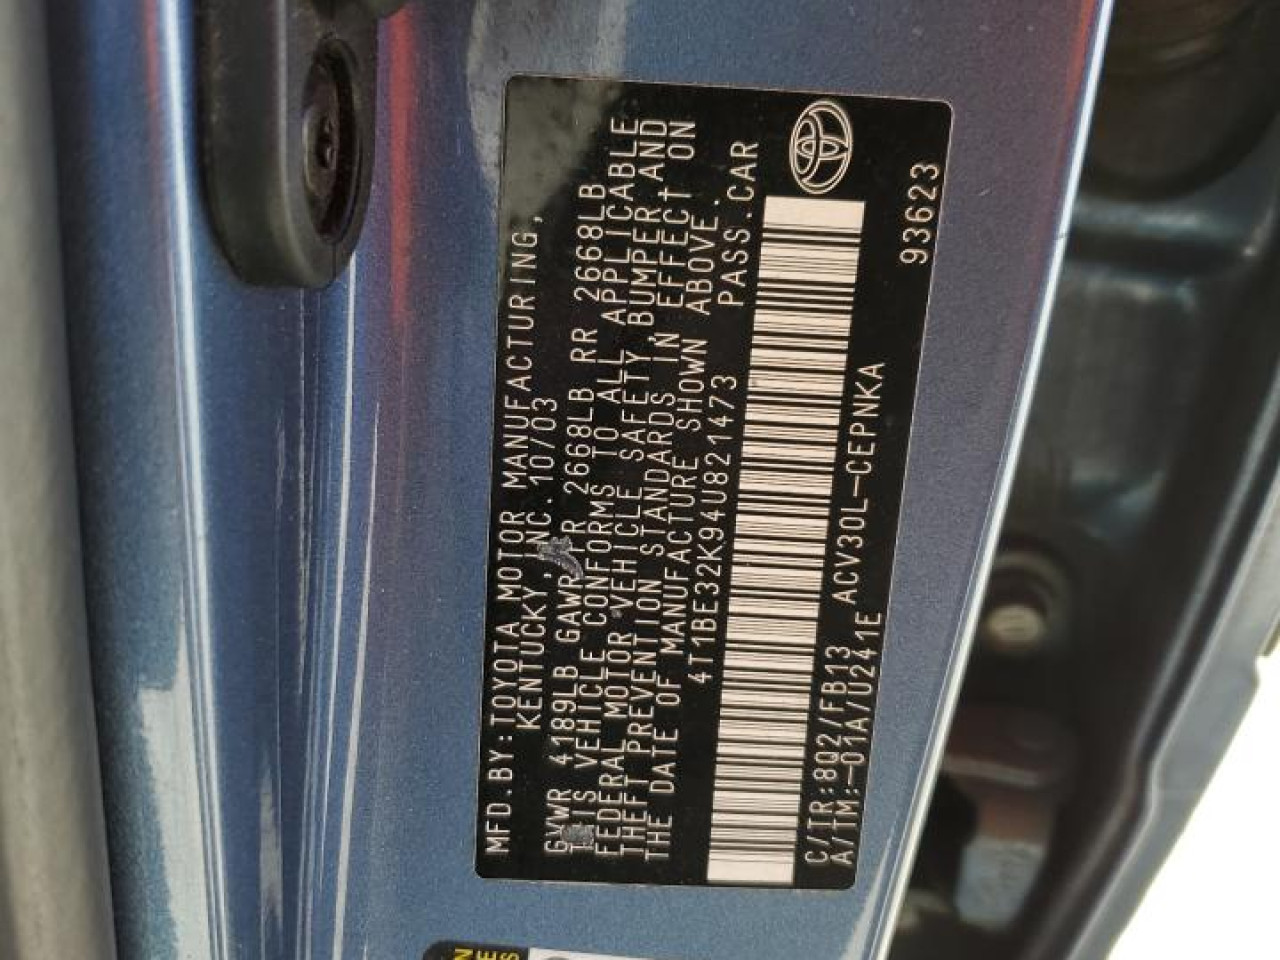 MFD.BY:TOYOTA MOTOR MANUFACTURING,
KENTUCKY,INC. 10/03
GVWR 4189LB GAWR FR 2668LB RR 2668LB
THIS VEHICLE CONFORMS TO ALL APPLICABLE
FEDERAL MOTOR VEHICLE SAFETY, BUMPER AND
THEFT PREVENTION STANDARDS IN EFFECT ON
THE DATE OF MANUFACTURE SHOWN ABOVE.
4T1BE32K94U821473 PASS.CAR
C/TR:8Q2/FB13 ACV30L-CEPNKA 93623
A/TM:-01A/U241E